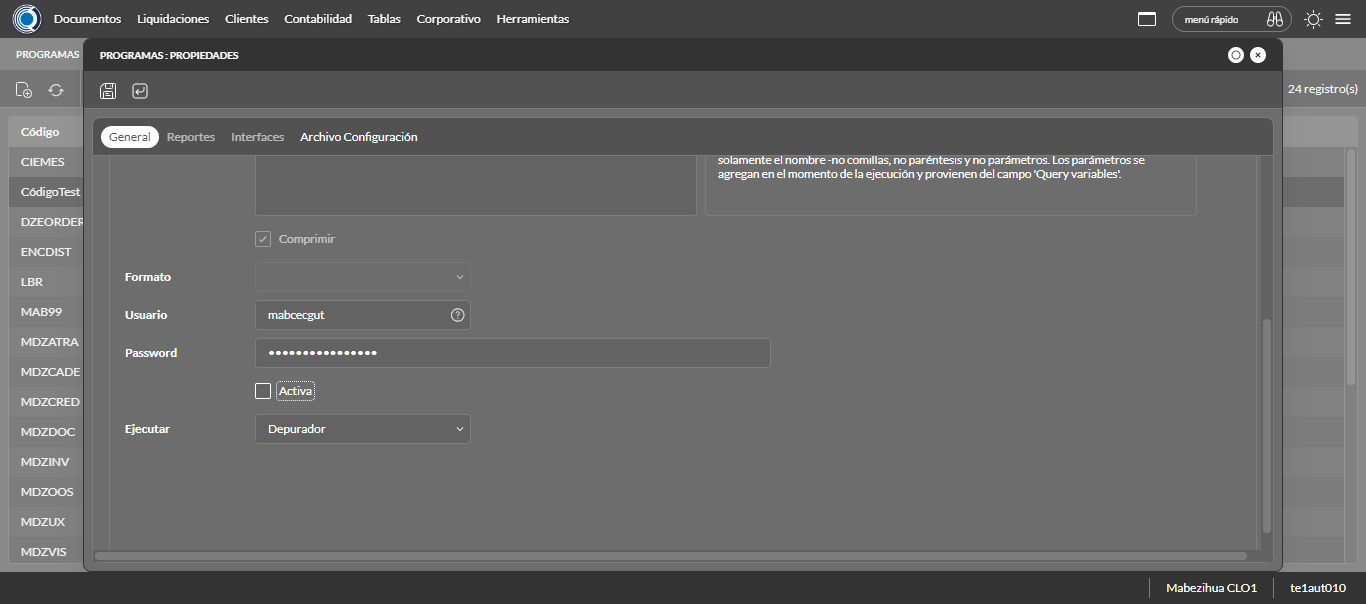 Documentos Liquidaciones Clientes Contabilidad Tablas Corporativo Herramientas menú rápido
PROGRAMAS
PROGRAMAS : PROPIEDADES
24 registro(s)
General Reportes Interfaces Archivo Configuración
Código
CIEMES
CódigoTest
DZEORDER
ENCDIST
LBR
MAB99
MDZATRA
MDZCADE
MDZCRED
MDZDOC
MDZINV
MDZOOS
MDZUX
MDZVIS
solamente el nombre -no comillas, no paréntesis y no parámetros. Los parámetros se
agregan en el momento de la ejecución y provienen del campo 'Query variables'.
Comprimir
Formato
Usuario mabcecgut
Password ••••••••••••••••
Activa
Ejecutar Depurador
Mabezihua CLO1 te1aut010